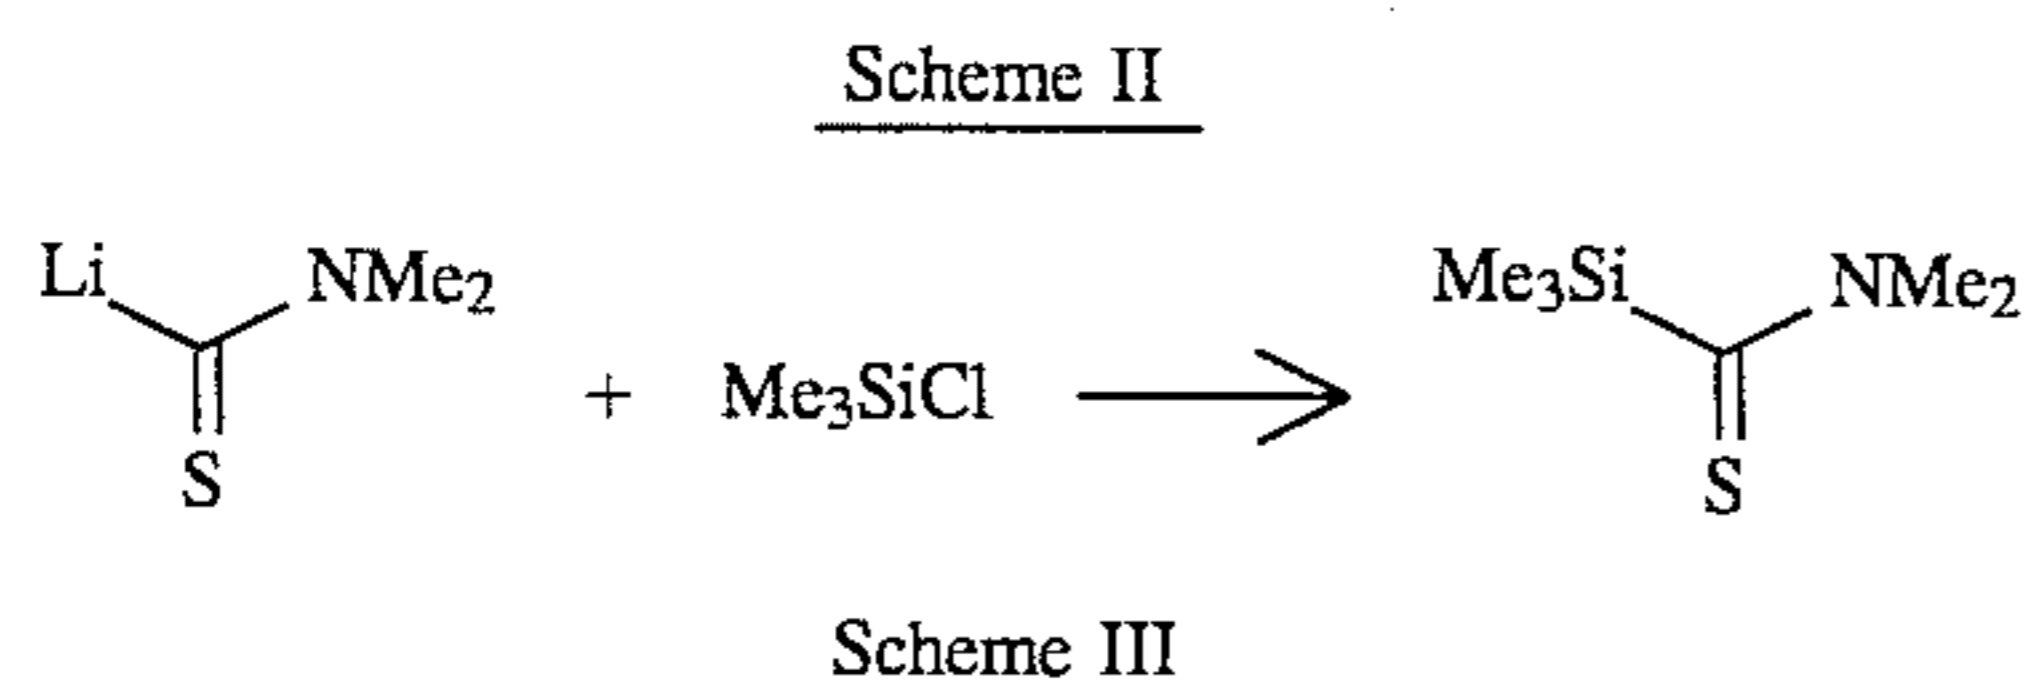 Scheme II
Li NMe2 Me3Si NMe2
+ Me3SiCl
S S
Scheme III